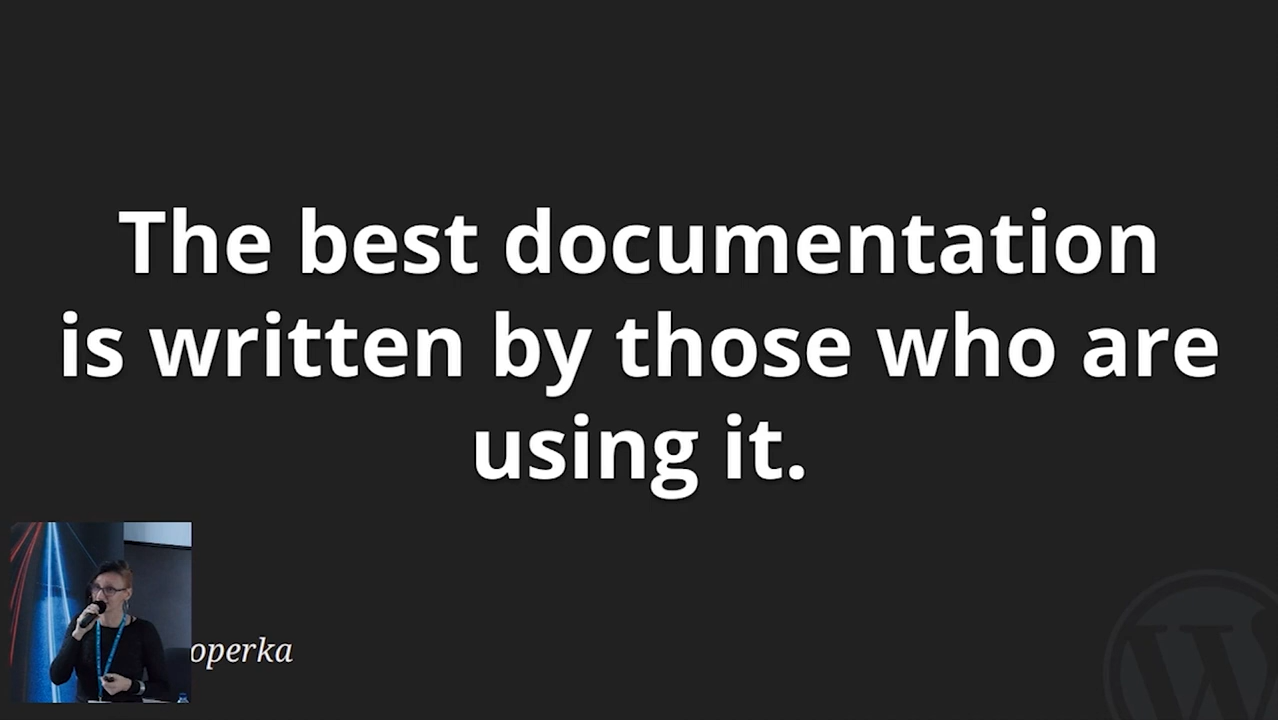 The best documentation
is written by those who are
using it.
operka